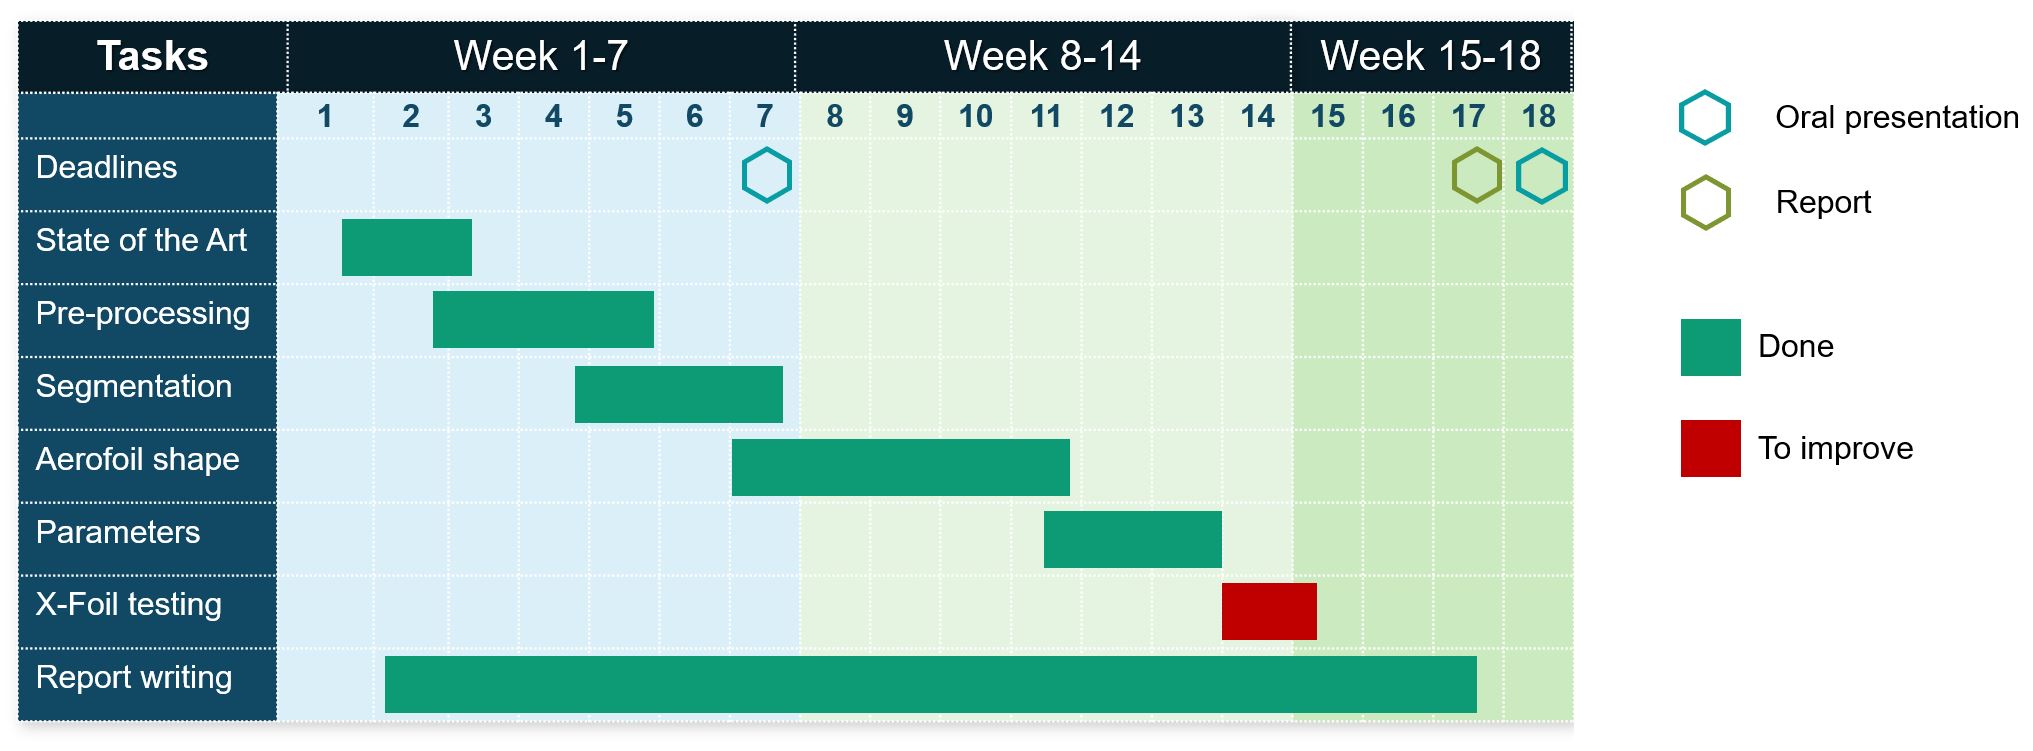 Tasks Week 1-7 Week 8-14 Week 15-18
1 2 3 4 5 6 7 8 9 10 11 12 13 14 15 16 17 18
Deadlines
State of the Art
Pre-processing
Segmentation
Aerofoil shape
Parameters
X-Foil testing
Report writing
Oral presentation
Report
Done
To improve